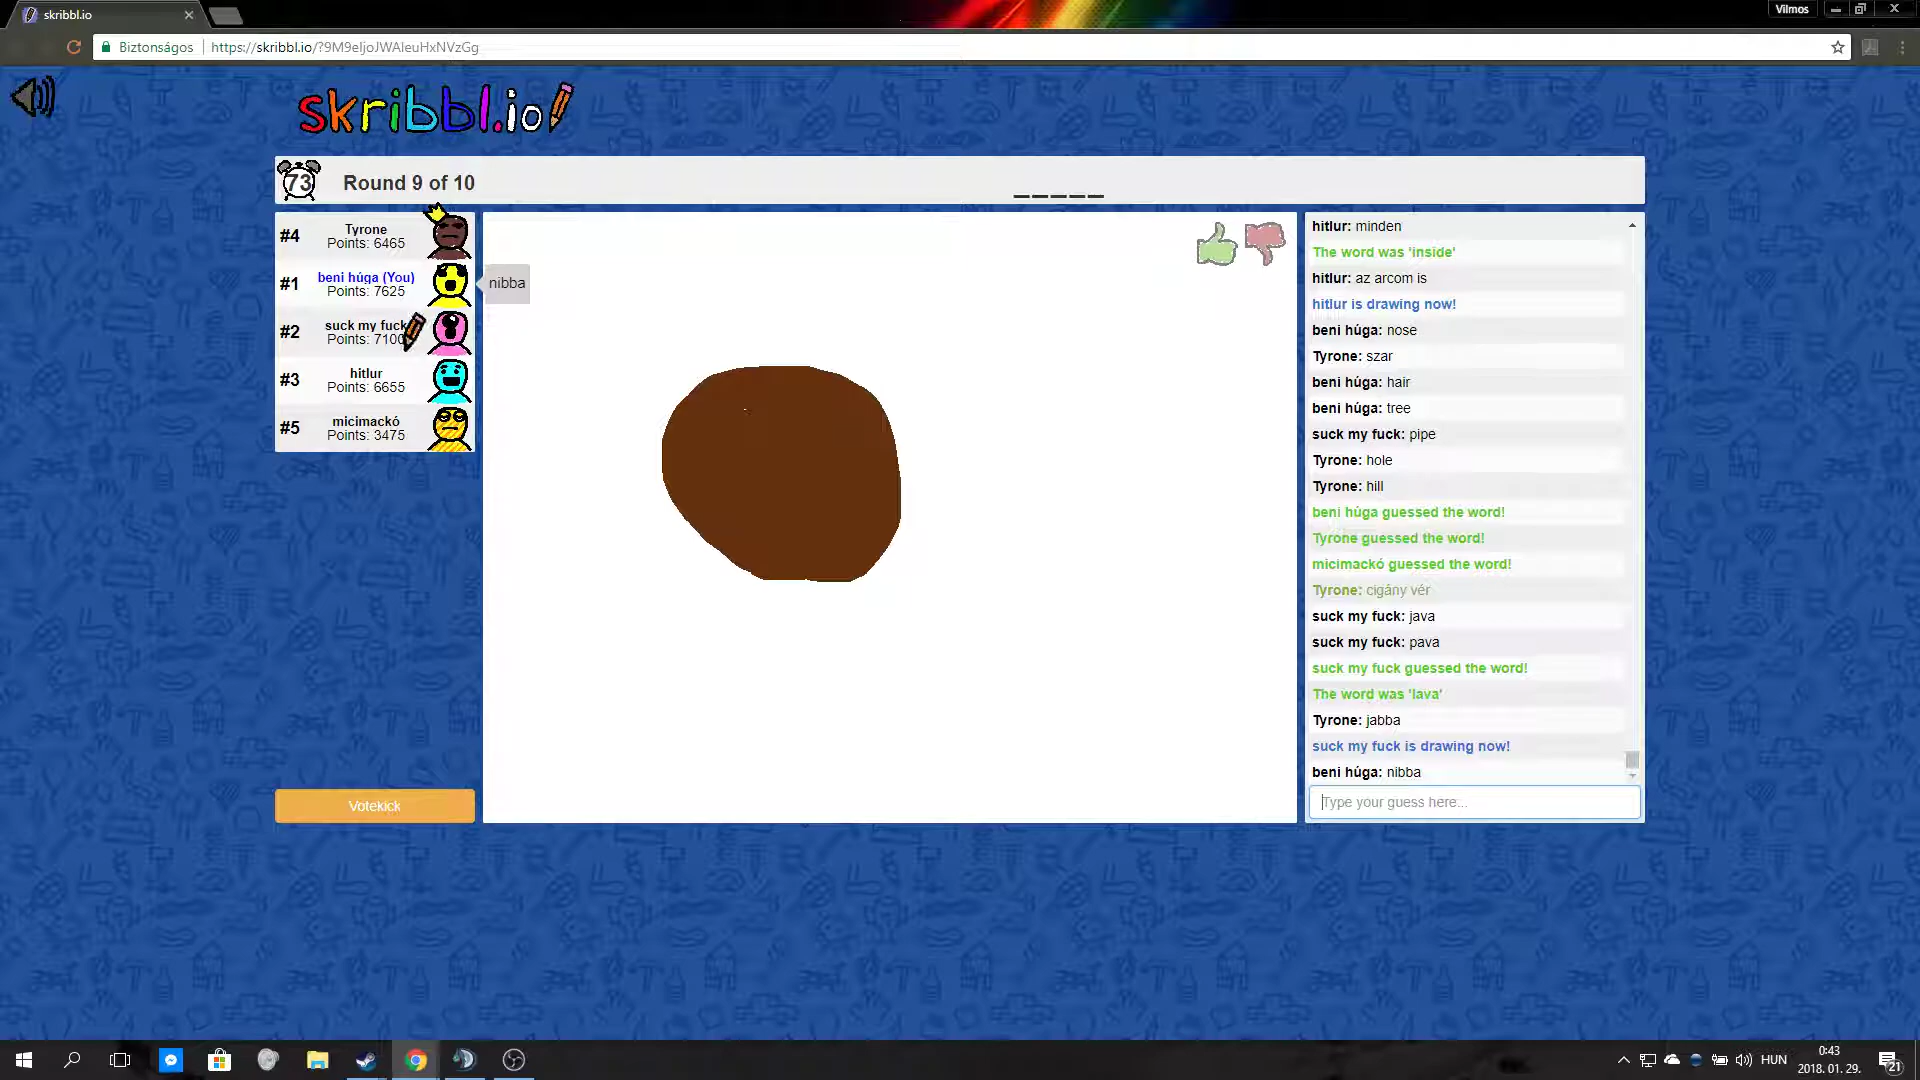 skribbl.io
Vilmos
Biztonságos
https://skribbl.io/?9M9eIjoJWAIeuHxNVzGg
skribbl.io
73
Round 9 of 10
_ _ _ _ _
#4
Tyrone
Points: 6465
#1
beni húga (You)
Points: 7625
nibba
#2
suck my fuck
Points: 7100
#3
hitlur
Points: 6655
#5
micimackó
Points: 3475
Votekick
hitlur: minden
The word was 'inside'
hitlur: az arcom is
hitlur is drawing now!
beni húga: nose
Tyrone: szar
beni húga: hair
beni húga: tree
suck my fuck: pipe
Tyrone: hole
Tyrone: hill
beni húga guessed the word!
Tyrone guessed the word!
micimackó guessed the word!
Tyrone: cigány vér
suck my fuck: java
suck my fuck: pava
suck my fuck guessed the word!
The word was 'lava'
Tyrone: jabba
suck my fuck is drawing now!
beni húga: nibba
Type your guess here...
HUN
0:43
2018. 01. 29.
21